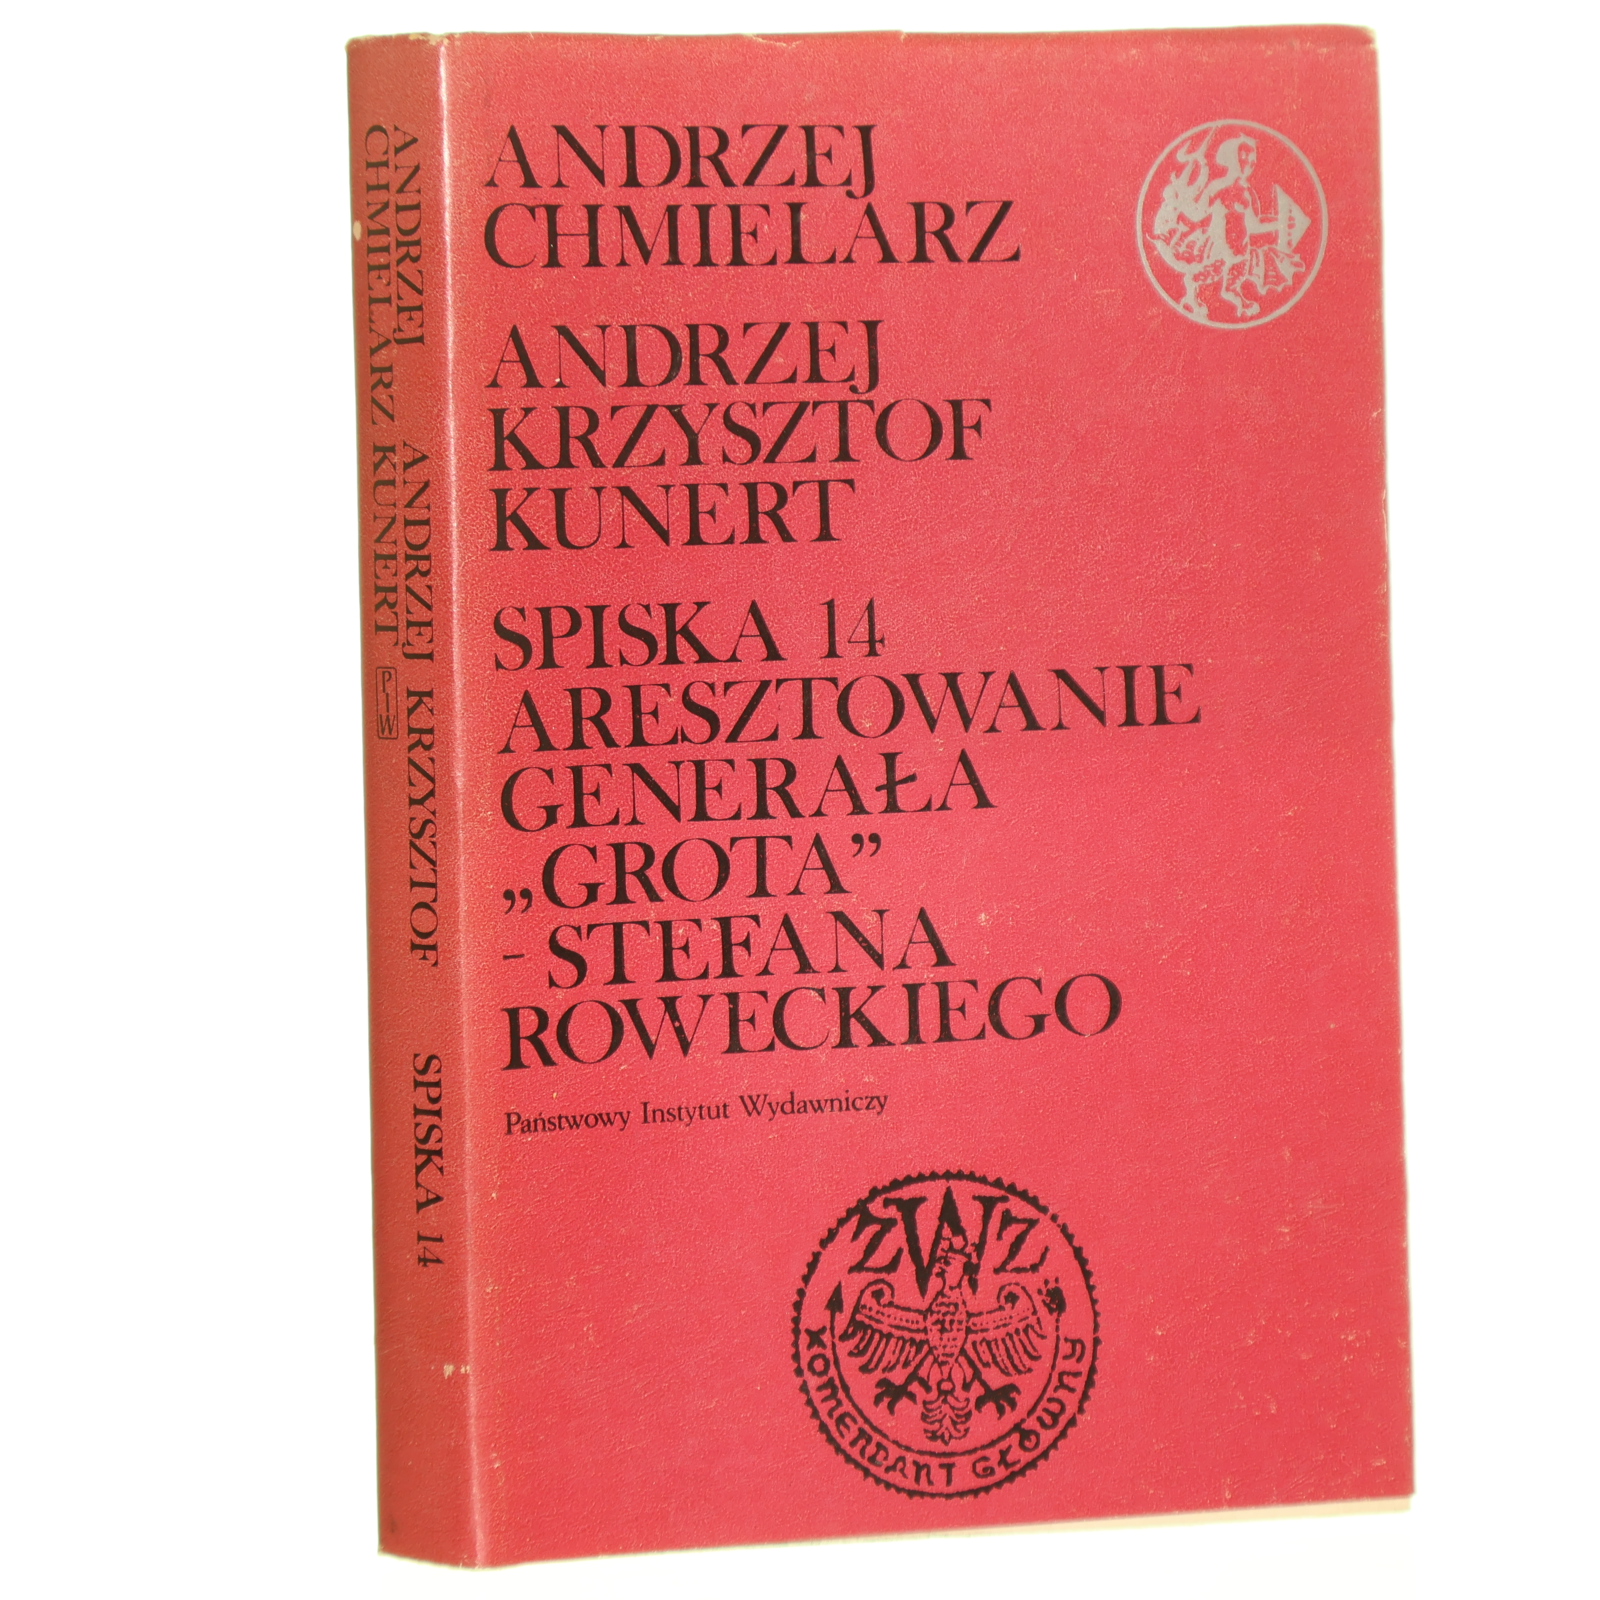 ANDRZEJ
CHMIELARZ
ANDRZEJ
KRZYSZTOF
KUNERT
SPISKA 14
ARESZTOWANIE
GENERAŁA
„GROTA”
- STEFANA
ROWECKIEGO
Państwowy Instytut Wydawniczy
ZWZ
KOMENDANT GŁÓWNY
ANDRZEJ ANDRZEJ KRZYSZTOF SPISKA 14
CHMIELARZ KUNERT PIW